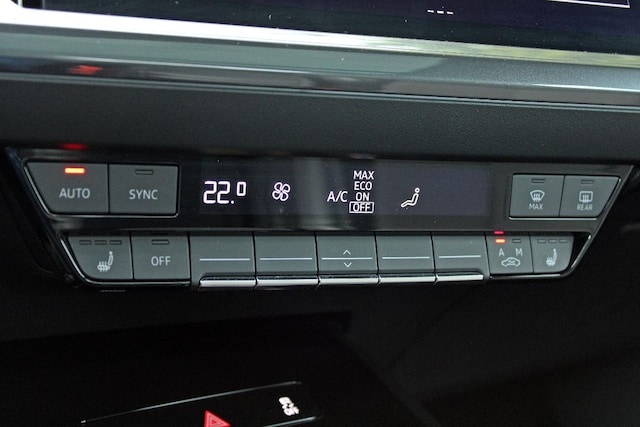 AUTO SYNC 22.0 A/C MAX MAX REAR
ECO
ON
OFF
OFF A M